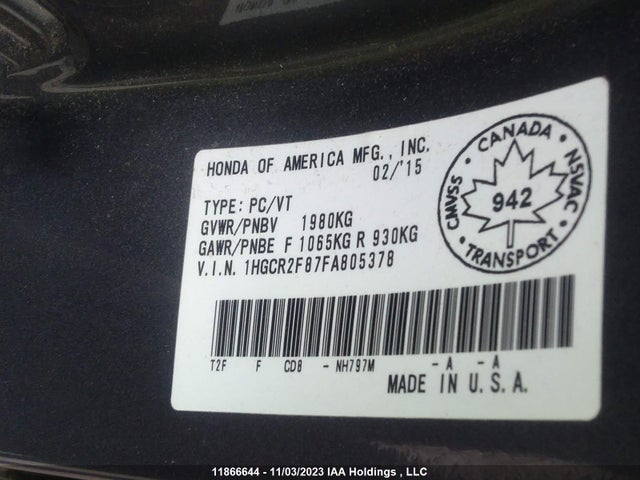 HONDA OF AMERICA MFG., INC.
02/'15
TYPE: PC/VT
GVWR/PNBV 1980KG
GAWR/PNBE F 1065KG R 930KG
V.I.N. 1HGCR2F87FA805378
CANADA
CMVSS
942
NSVAC
TRANSPORT
T2F F CD8 - NH797M - A - A
MADE IN U.S.A.
11866644 - 11/03/2023 IAA Holdings , LLC